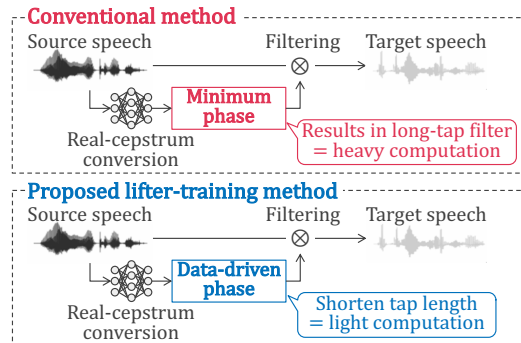 Conventional method
Source speech
Filtering
Target speech
Minimum
phase
Real-cepstrum
conversion
Results in long-tap filter
= heavy computation
Proposed lifter-training method
Source speech
Filtering
Target speech
Data-driven
phase
Real-cepstrum
conversion
Shorten tap length
= light computation